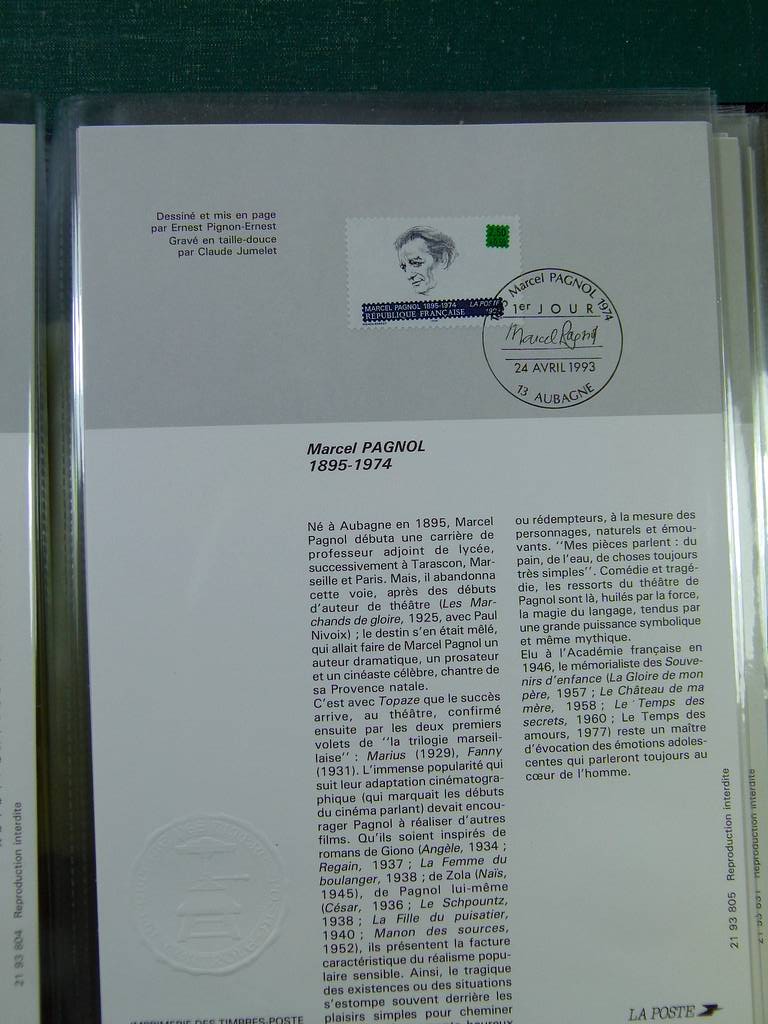 Dessiné et mis en page
par Ernest Pignon-Ernest
Gravé en taille-douce
par Claude Jumelet
MARCEL PAGNOL 1895-1974 LA POSTE
RÉPUBLIQUE FRANÇAISE
Marcel PAGNOL 1974
1er JOUR
Marcel Pagnol
24 AVRIL 1993
13 AUBAGNE
Marcel PAGNOL
1895-1974
Né à Aubagne en 1895, Marcel
Pagnol débuta une carrière de
professeur adjoint de lycée,
successivement à Tarascon, Mar-
seille et Paris. Mais, il abandonna
cette voie, après des débuts
d'auteur de théâtre (Les Mar-
chands de gloire, 1925, avec Paul
Nivoix) ; le destin s'en était mêlé,
qui allait faire de Marcel Pagnol un
auteur dramatique, un prosateur
et un cinéaste célèbre, chantre de
sa Provence natale.
C'est avec Topaze que le succès
arrive, au théâtre, confirmé
ensuite par les deux premiers
volets de ''la trilogie marseil-
laise'' : Marius (1929), Fanny
(1931). L'immense popularité qui
suit leur adaptation cinématogra-
phique (qui marquait les débuts
du cinéma parlant) devait encou-
rager Pagnol à réaliser d'autres
films. Qu'ils soient inspirés de
romans de Giono (Angèle, 1934 ;
Regain, 1937 ; La Femme du
boulanger, 1938 ; de Zola (Naïs,
1945), de Pagnol lui-même
(César, 1936 ; Le Schpountz,
1938 ; La Fille du puisatier,
1940 ; Manon des sources,
1952), ils présentent la facture
caractéristique du réalisme popu-
laire sensible. Ainsi, le tragique
des existences ou des situations
s'estompe souvent derrière les
plaisirs simples pour cheminer
heureux
ou rédempteurs, à la mesure des
personnages, naturels et émou-
vants. ''Mes pièces parlent : du
pain, de l'eau, de choses toujours
très simples''. Comédie et tragé-
die, les ressorts du théâtre de
Pagnol sont là, huilés par la force,
la magie du langage, tendus par
une grande puissance symbolique
et même mythique.
Elu à l'Académie française en
1946, le mémorialiste des Souve-
nirs d'enfance (La Gloire de mon
père, 1957 ; Le Château de ma
mère, 1958 ; Le Temps des
secrets, 1960 ; Le Temps des
amours, 1977) reste un maître
d'évocation des émotions adoles-
centes qui parleront toujours au
cœur de l'homme.
21 93 804 Reproduction interdite
21 93 805 Reproduction interdite
Reproduction interdite
IMPRIMERIE DES TIMBRES-POSTE
LA POSTE